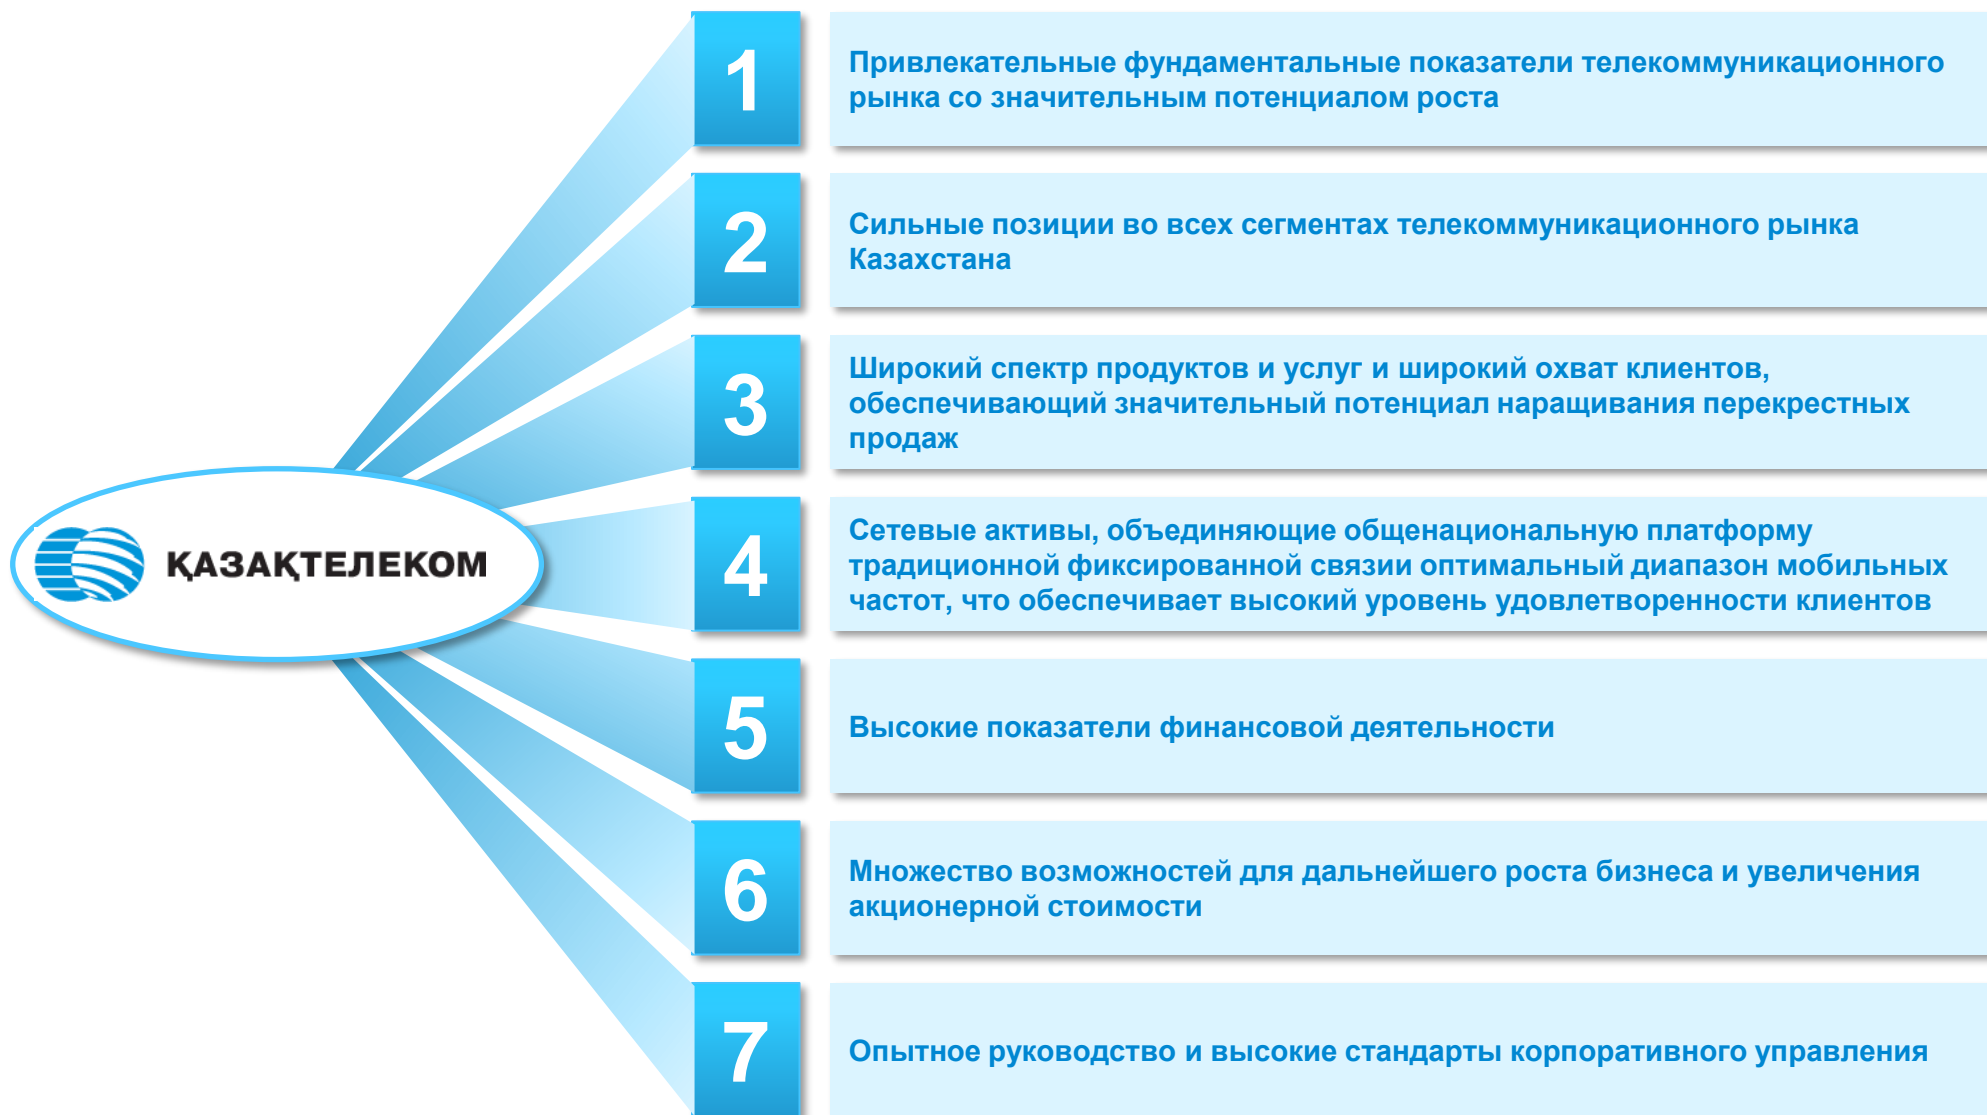 1
Привлекательные фундаментальные показатели телекоммуникационного
рынка со значительным потенциалом роста
2
Сильные позиции во всех сегментах телекоммуникационного рынка
Казахстана
3
Широкий спектр продуктов и услуг и широкий охват клиентов,
обеспечивающий значительный потенциал наращивания перекрестных
продаж
ҚАЗАҚТЕЛЕКОМ
4
Сетевые активы, объединяющие общенациональную платформу
традиционной фиксированной связии оптимальный диапазон мобильных
частот, что обеспечивает высокий уровень удовлетворенности клиентов
5
Высокие показатели финансовой деятельности
6
Множество возможностей для дальнейшего роста бизнеса и увеличения
акционерной стоимости
7
Опытное руководство и высокие стандарты корпоративного управления